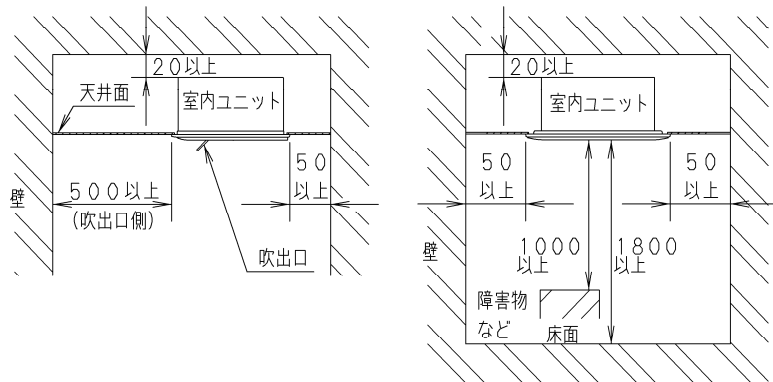 20以上
天井面
室内ユニット
500以上
(吹出口側)
50
以上
壁
吹出口
20以上
室内ユニット
50
以上
50
以上
壁
1000
以上
1800
以上
障害物
など
床面